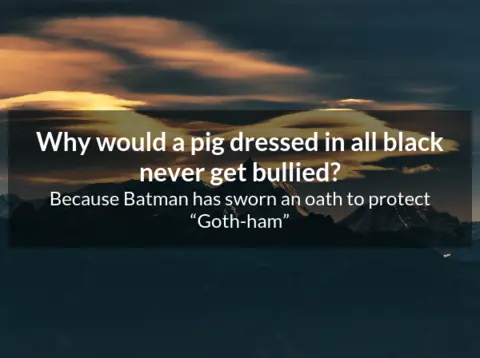 Why would a pig dressed in all black
never get bullied?
Because Batman has sworn an oath to protect
“Goth-ham”